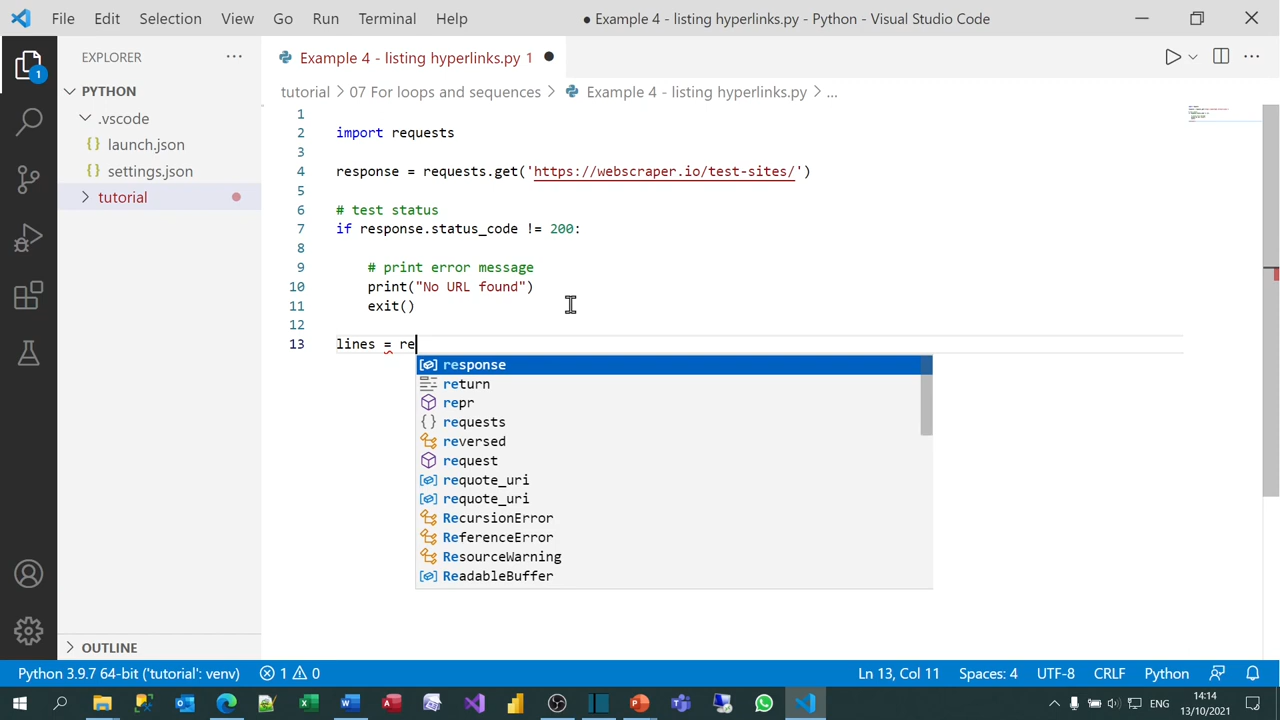 File Edit Selection View Go Run Terminal Help ● Example 4 - listing hyperlinks.py - Python - Visual Studio Code
EXPLORER ···
Example 4 - listing hyperlinks.py 1 ●
PYTHON
tutorial > 07 For loops and sequences > Example 4 - listing hyperlinks.py > ...
.vscode
{} launch.json
{} settings.json
tutorial
1
1
2 import requests
3
4 response = requests.get('https://webscraper.io/test-sites/')
5
6 # test status
7 if response.status_code != 200:
8
9 # print error message
10 print("No URL found")
11 exit()
12
13 lines = re
response
return
repr
{} requests
reversed
request
requote_uri
requote_uri
RecursionError
ReferenceError
ResourceWarning
ReadableBuffer
OUTLINE
Python 3.9.7 64-bit ('tutorial': venv) 1 0 Ln 13, Col 11 Spaces: 4 UTF-8 CRLF Python
ENG
14:14
13/10/2021